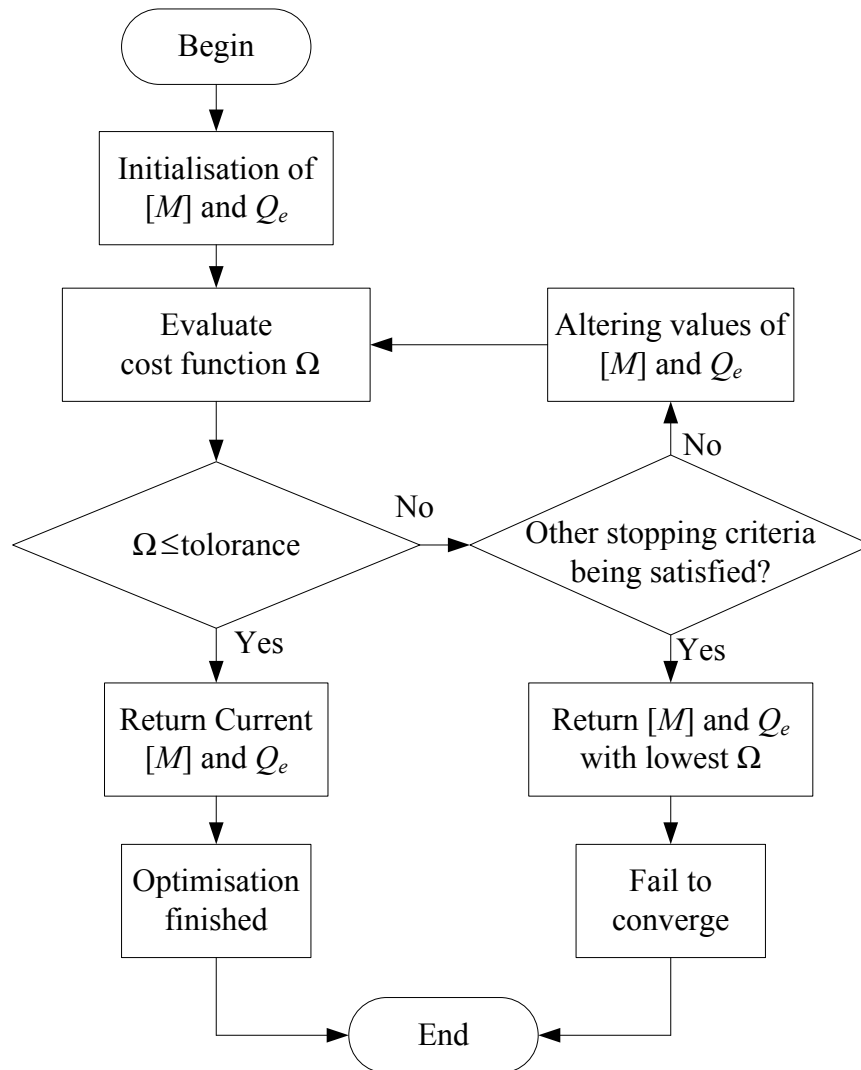 Begin
Initialisation of
[M] and Qe
Evaluate
cost function Ω
Altering values of
[M] and Qe
No
No
Ω≤tolorance
Other stopping criteria
being satisfied?
Yes
Yes
Return Current
[M] and Qe
Return [M] and Qe
with lowest Ω
Optimisation
finished
Fail to
converge
End